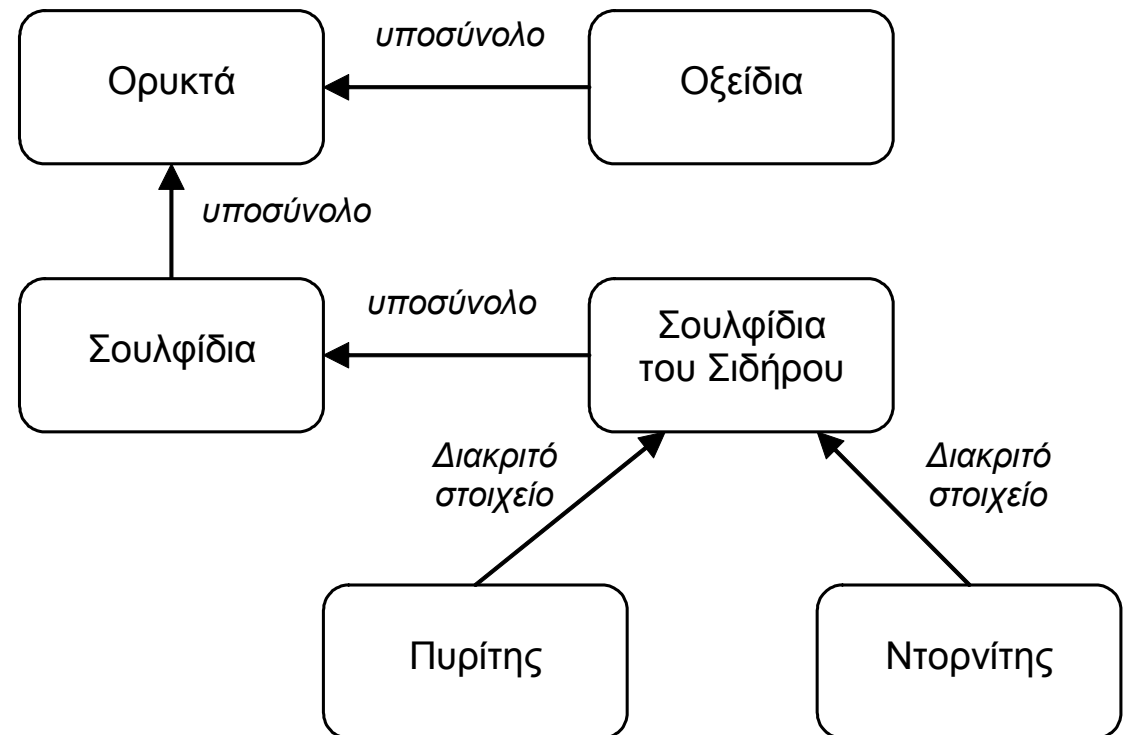 υποσύνολο
Ορυκτά
Οξείδια
υποσύνολο
υποσύνολο
Σουλφίδια
Σουλφίδια
του Σιδήρου
Διακριτό
στοιχείο
Διακριτό
στοιχείο
Πυρίτης
Ντορνίτης